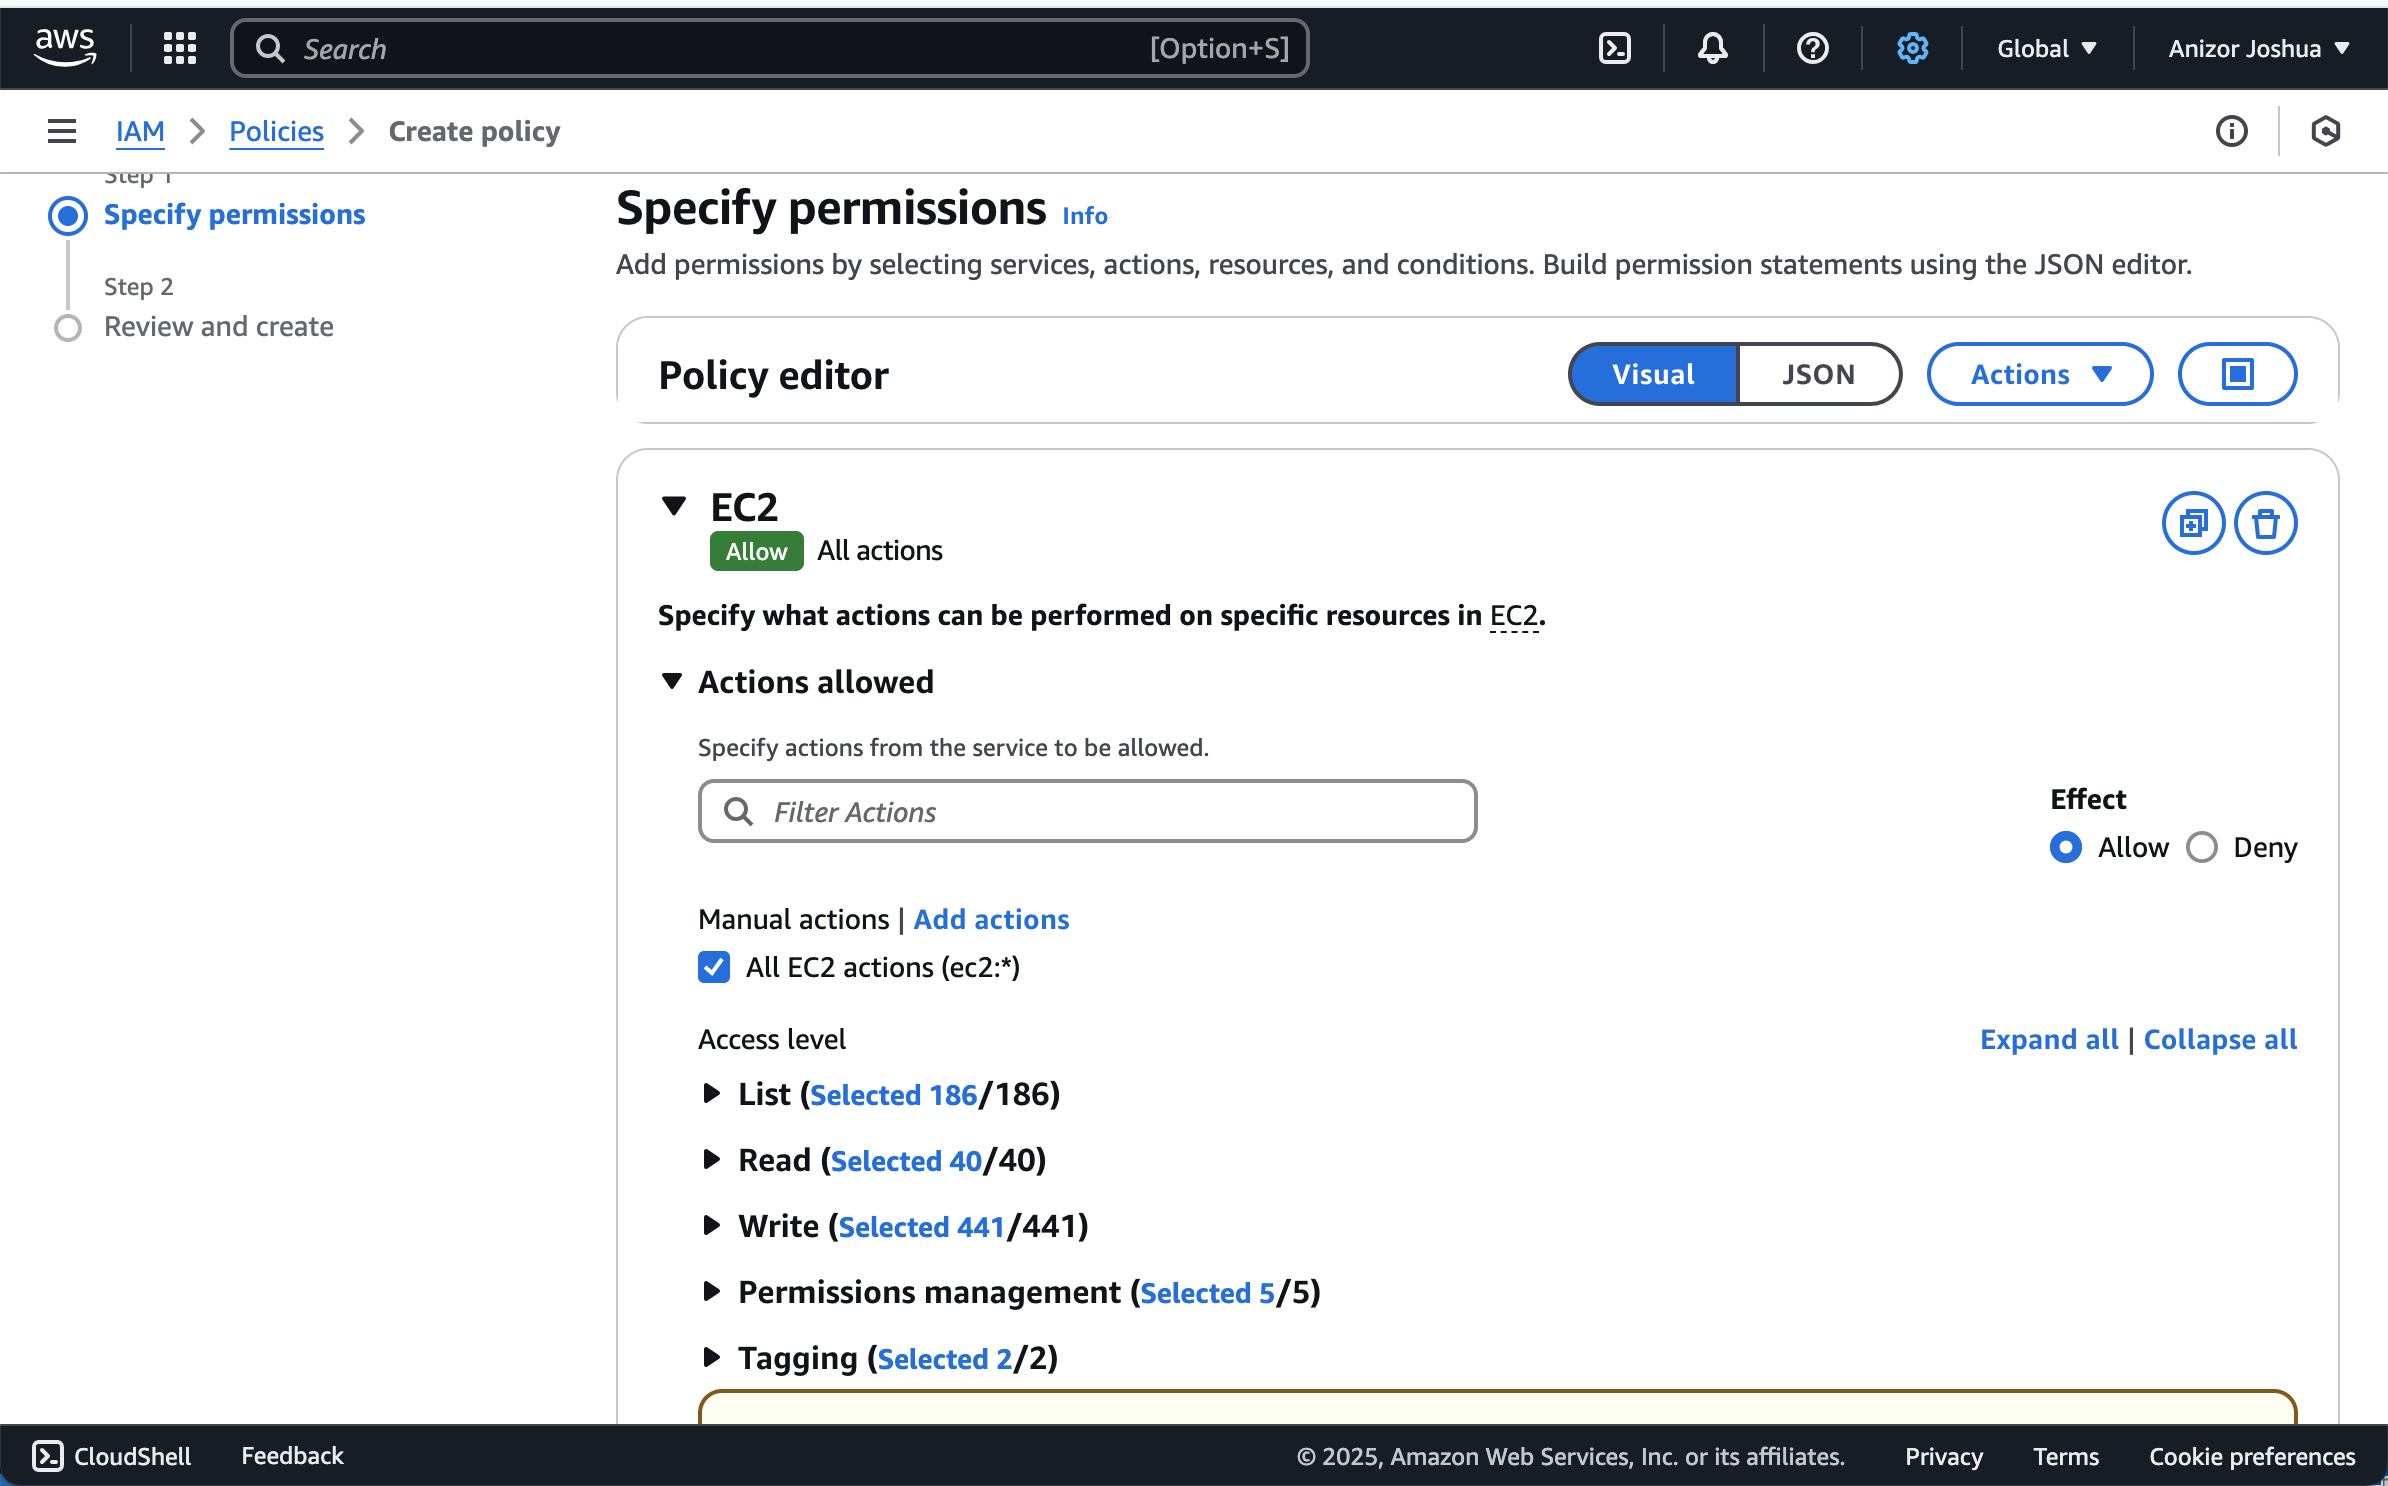 aws
Search [Option+S]
Global
Anizor Joshua
IAM
Policies
Create policy
Step 1
Specify permissions
Step 2
Review and create
Specify permissions Info
Add permissions by selecting services, actions, resources, and conditions. Build permission statements using the JSON editor.
Policy editor
Visual
JSON
Actions
EC2
Allow All actions
Specify what actions can be performed on specific resources in EC2.
Actions allowed
Specify actions from the service to be allowed.
Filter Actions
Effect
Allow
Deny
Manual actions | Add actions
All EC2 actions (ec2:*)
Access level
Expand all | Collapse all
List (Selected 186/186)
Read (Selected 40/40)
Write (Selected 441/441)
Permissions management (Selected 5/5)
Tagging (Selected 2/2)
CloudShell
Feedback
© 2025, Amazon Web Services, Inc. or its affiliates.
Privacy
Terms
Cookie preferences